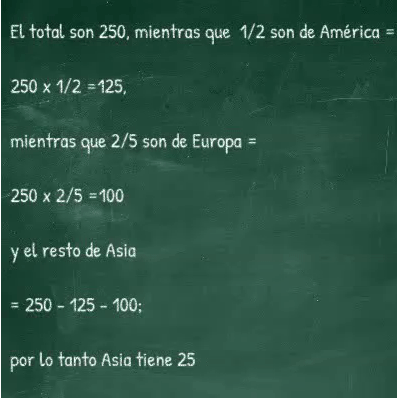 El total son 250, mientras que 1/2 son de América =
250 x 1/2 =125,
mientras que 2/5 son de Europa =
250 x 2/5 =100
y el resto de Asia
= 250 - 125 - 100;
por lo tanto Asia tiene 25